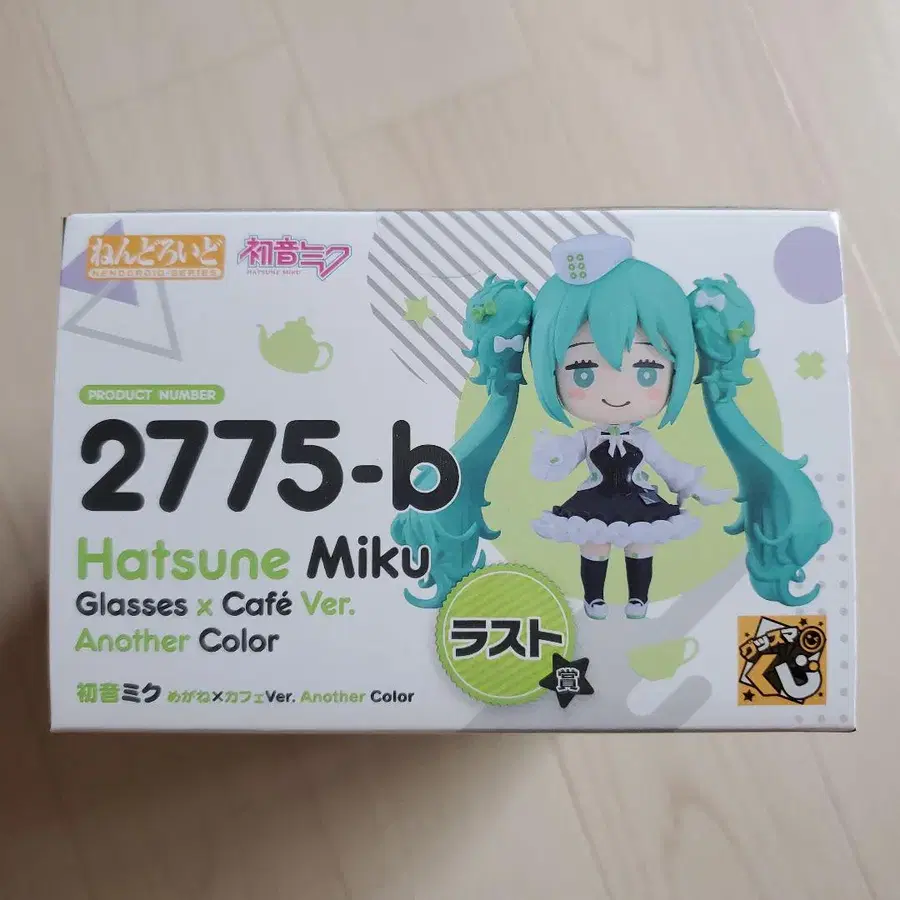 ねんどろいど
NENDOROID SERIES
初音ミク
HATSUNE MIKU
PRODUCT NUMBER
2775-b
Hatsune Miku
Glasses x Café Ver.
Another Color
初音ミク めがね×カフェVer. Another Color
ラスト
賞
グッスマ
くじ